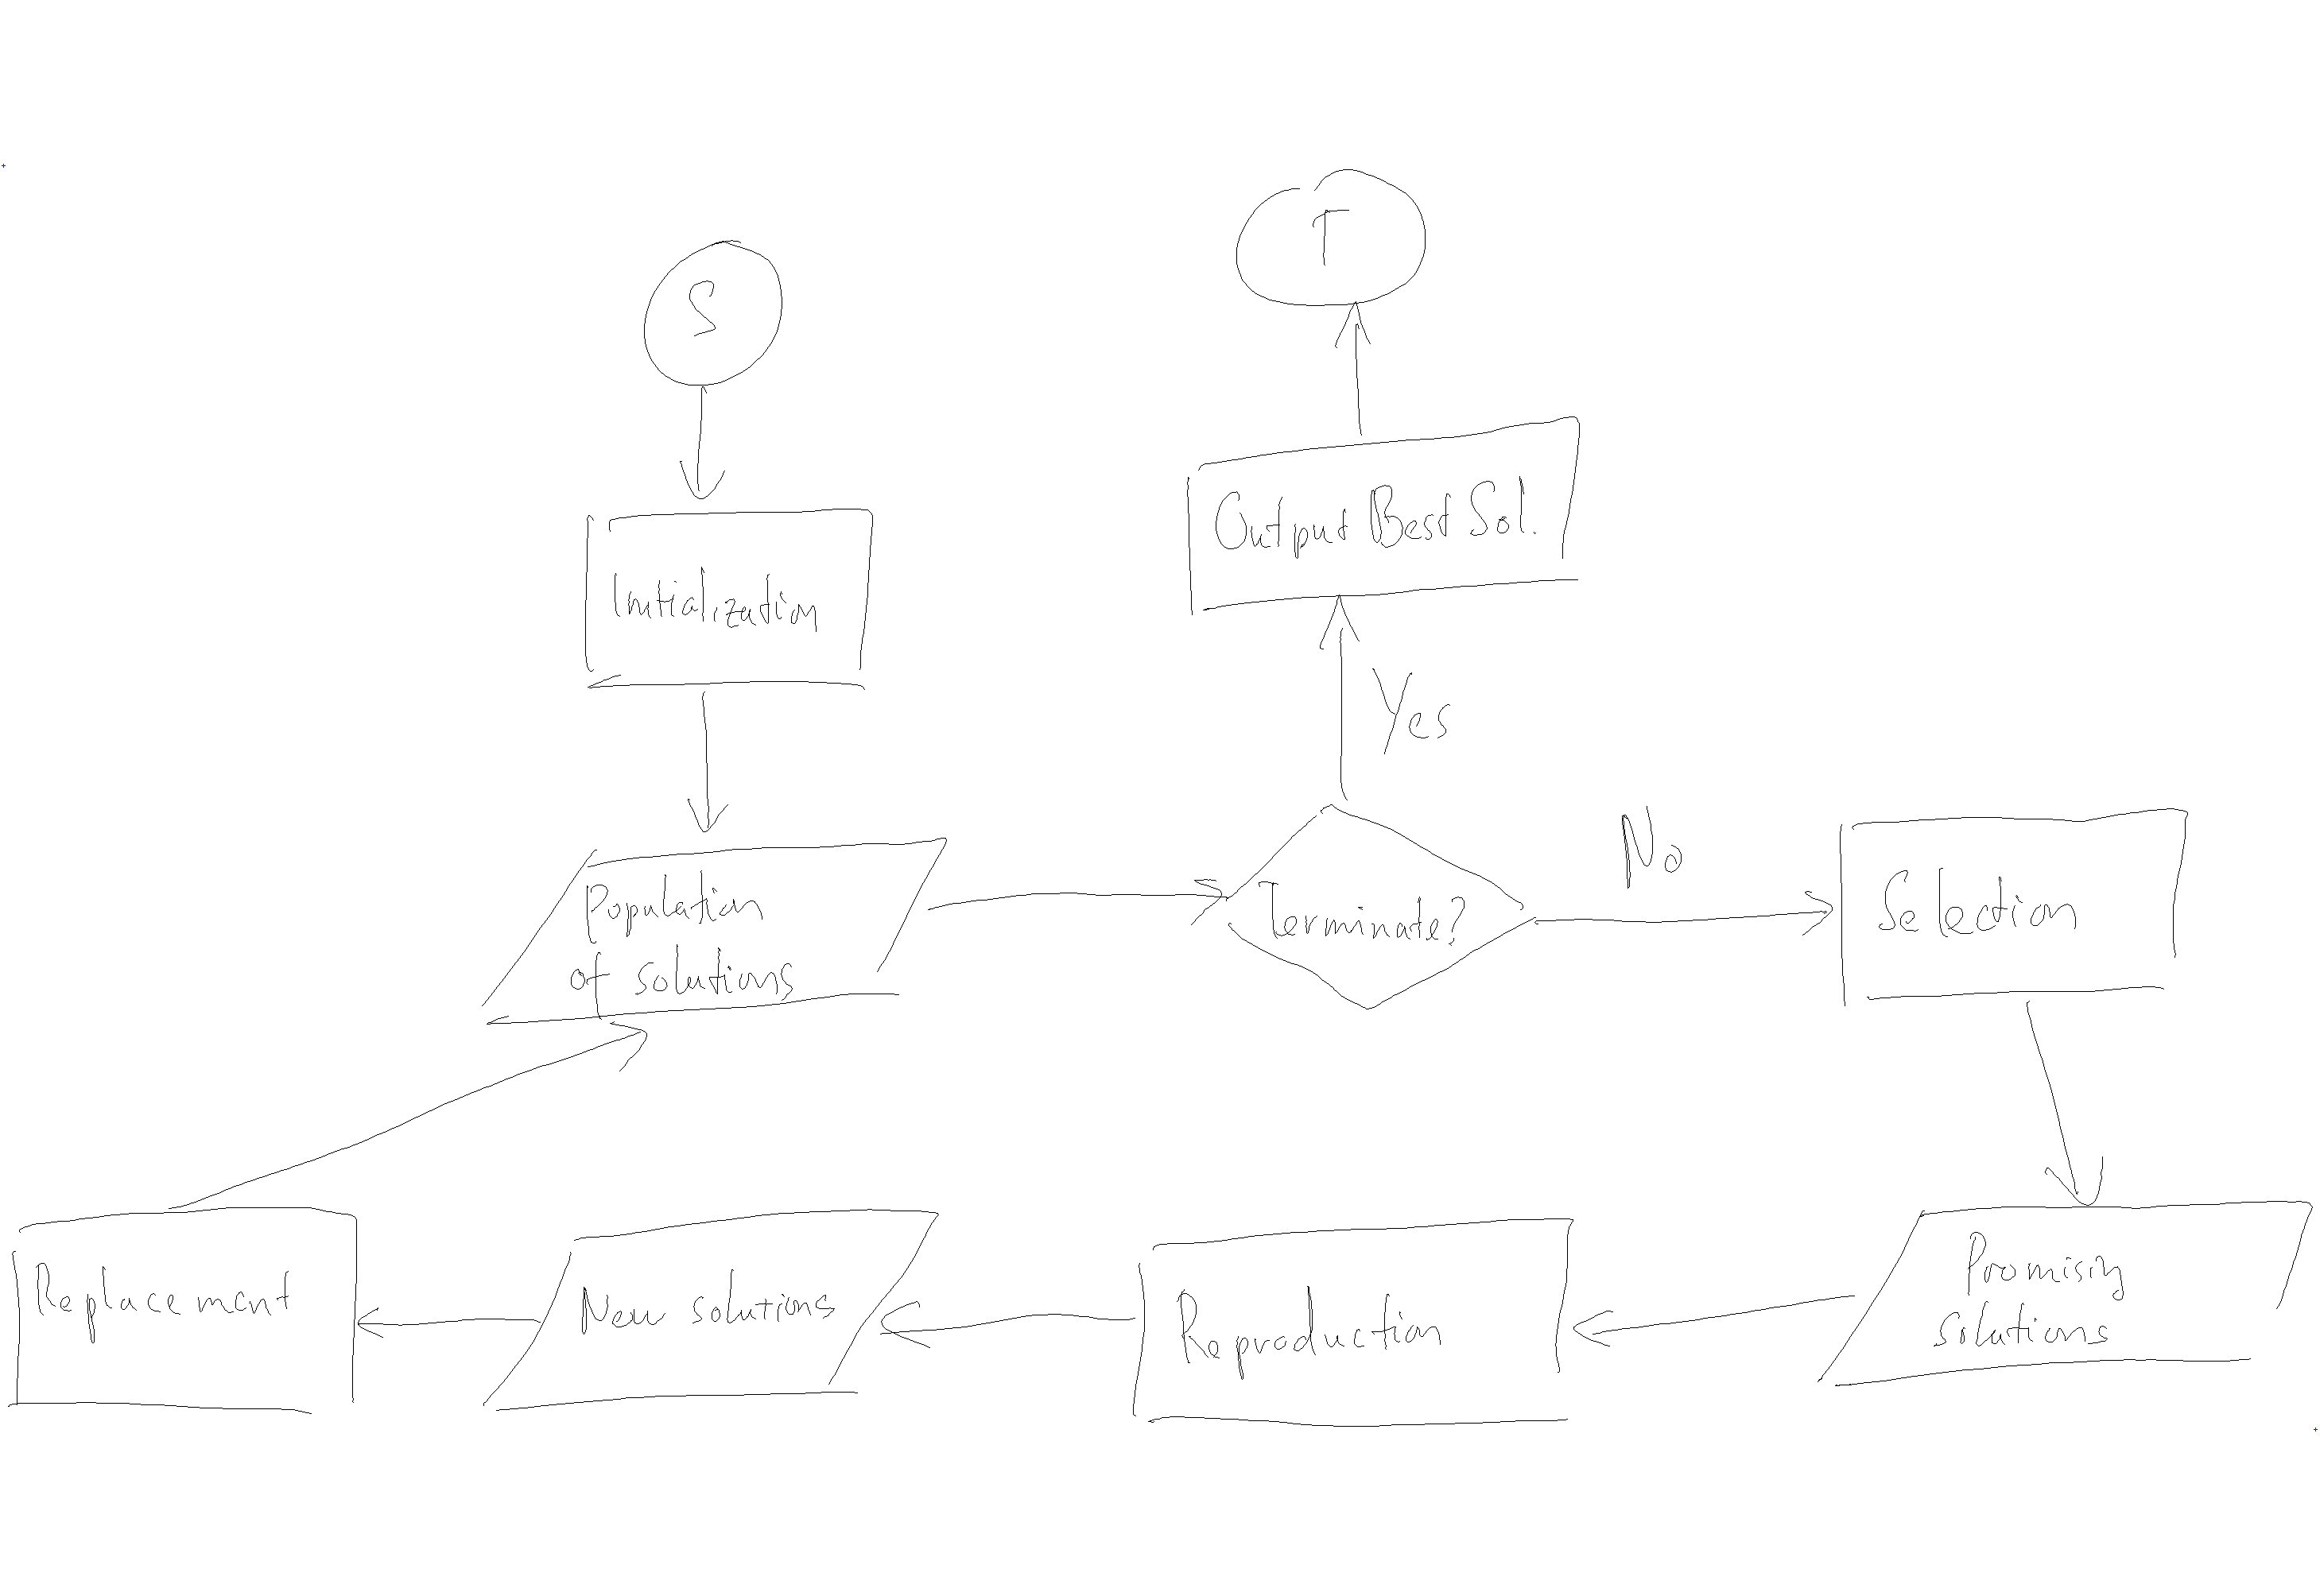 S
T
Initialization
Output Best Sol.
Yes
No
Population
of solutions
Terminate?
Selection
Replacement
New solutions
Reproduction
Promising
solutions